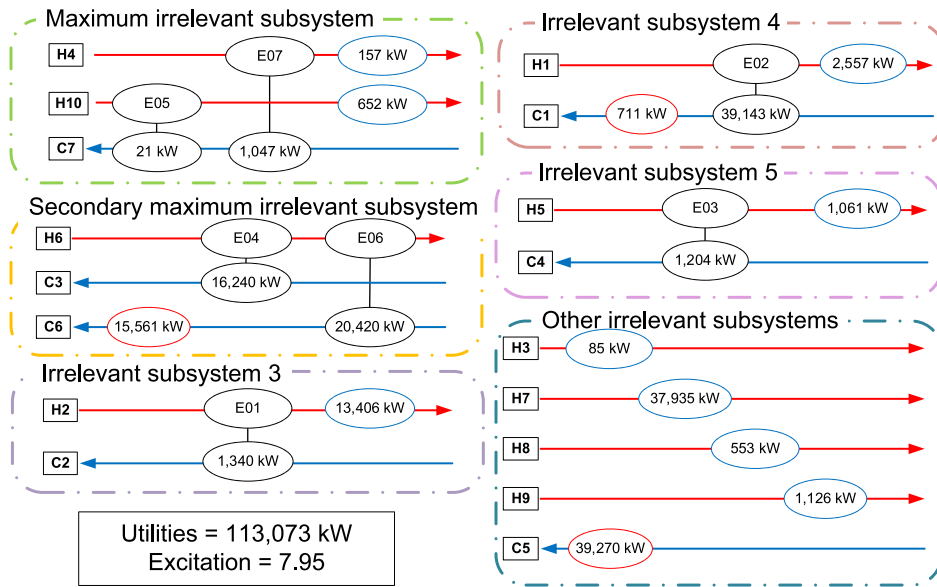 Maximum irrelevant subsystem
H4 E07 157 kW
H10 E05 652 kW
C7 21 kW 1,047 kW
Secondary maximum irrelevant subsystem
H6 E04 E06
C3 16,240 kW
C6 15,561 kW 20,420 kW
Irrelevant subsystem 3
H2 E01 13,406 kW
C2 1,340 kW
Utilities = 113,073 kW
Excitation = 7.95
Irrelevant subsystem 4
H1 E02 2,557 kW
C1 711 kW 39,143 kW
Irrelevant subsystem 5
H5 E03 1,061 kW
C4 1,204 kW
Other irrelevant subsystems
H3 85 kW
H7 37,935 kW
H8 553 kW
H9 1,126 kW
C5 39,270 kW